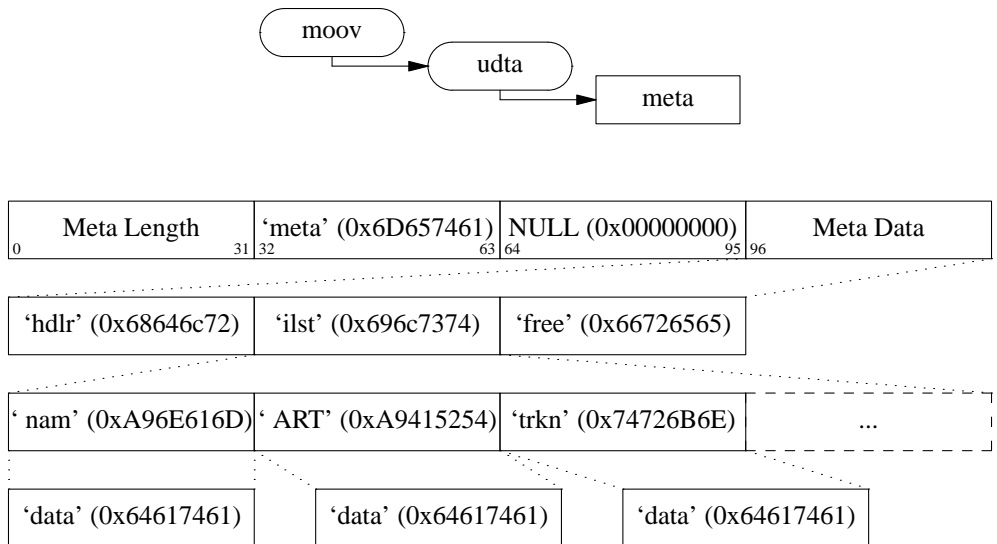 moov
udta
meta
Meta Length ‘meta’ (0x6D657461) NULL (0x00000000) Meta Data
0 31 32 63 64 95 96
‘hdlr’ (0x68646c72) ‘ilst’ (0x696c7374) ‘free’ (0x66726565)
‘ nam’ (0xA96E616D) ‘ ART’ (0xA9415254) ‘trkn’ (0x74726B6E) ...
‘data’ (0x64617461) ‘data’ (0x64617461) ‘data’ (0x64617461)